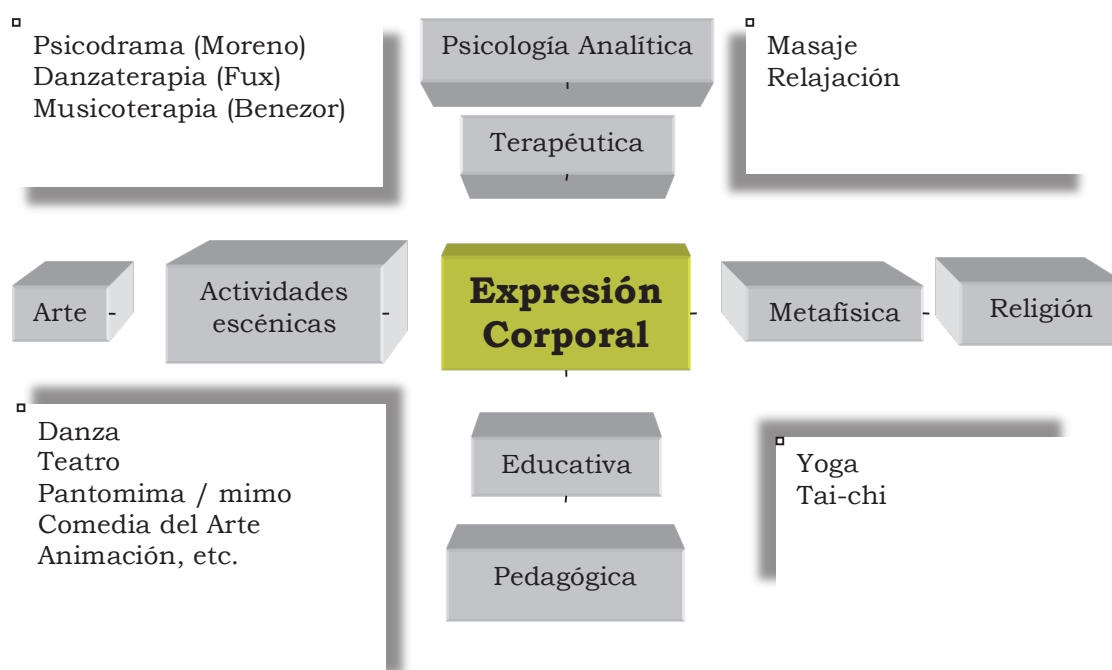 Psicodrama (Moreno)
Danzaterapia (Fux)
Musicoterapia (Benezor)
Psicología Analítica
Terapéutica
Masaje
Relajación
Arte
Actividades
escénicas
Expresión
Corporal
Metafísica
Religión
Danza
Teatro
Pantomima / mimo
Comedia del Arte
Animación, etc.
Educativa
Pedagógica
Yoga
Tai-chi